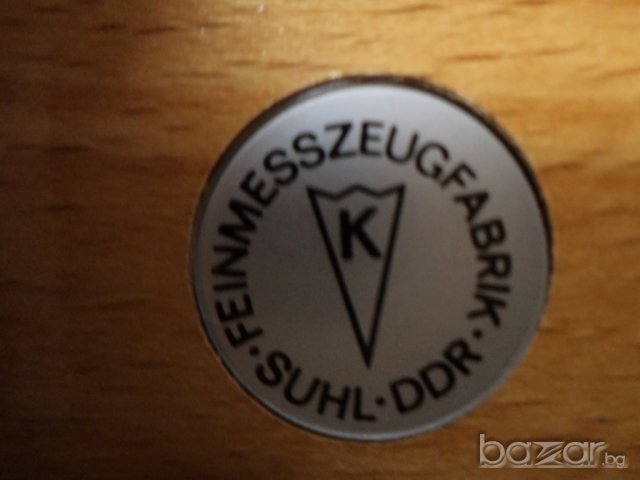 ·FEINMESSZEUGFABRIK·
SUHL·DDR
K
bazar.bg